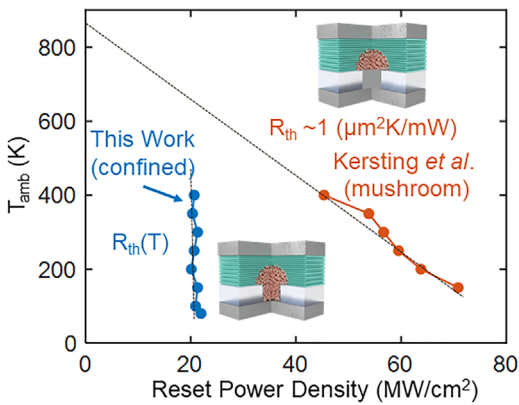 800
600
400
200
0
T_amb (K)
R_th ~1 (μm²K/mW)
This Work
(confined)
Kersting et al.
(mushroom)
R_th(T)
0 20 40 60 80
Reset Power Density (MW/cm²)